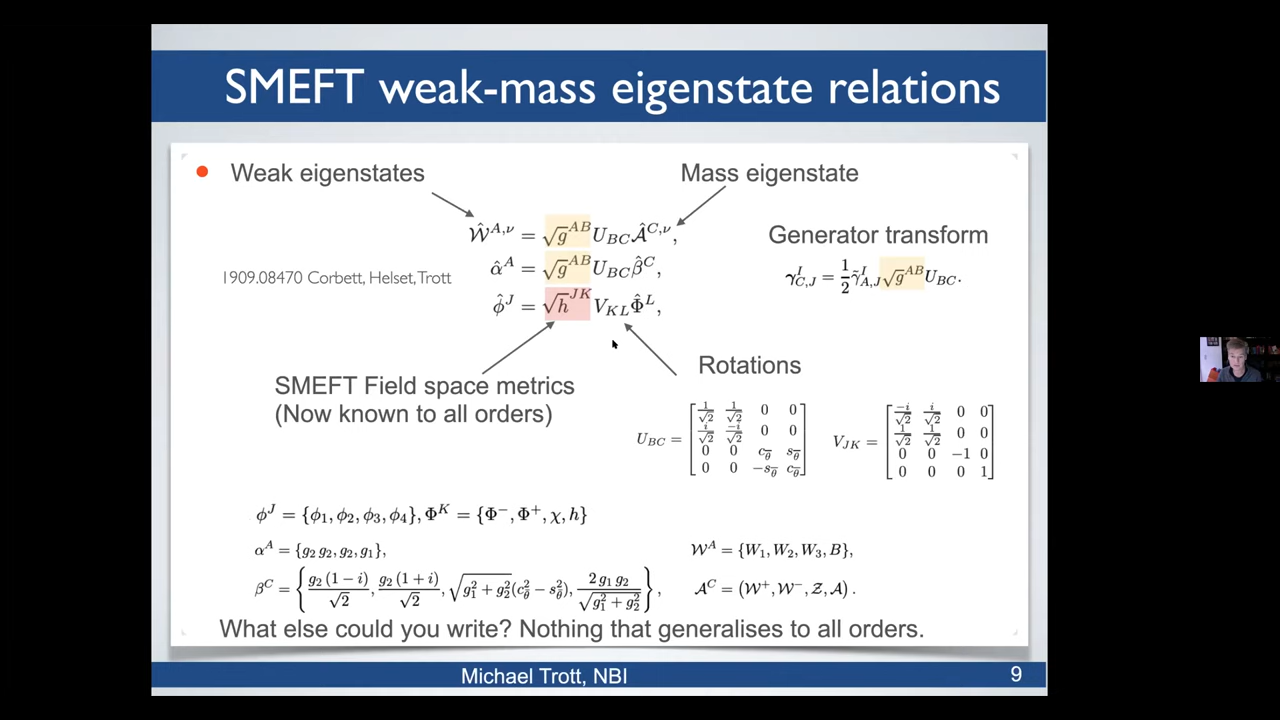 SMEFT weak-mass eigenstate relations
• Weak eigenstates
Mass eigenstate
Ŵ^{A,ν} = √g^{AB} U_{BC} Â^{C,ν},
α̂^A = √g^{AB} U_{BC} β̂^C,
φ̂^J = √h^{JK} V_{KL} Φ̂^L,
1909.08470 Corbett, Helset, Trott
Generator transform
γ^I_{C,J} = 1/2 γ̃^I_{A,J} √g^{AB} U_{BC}.
SMEFT Field space metrics
(Now known to all orders)
Rotations
U_{BC} = [1/√2 1/√2 0 0
i/√2 -i/√2 0 0
0 0 c_θ̄ s_θ̄
0 0 -s_θ̄ c_θ̄]
V_{JK} = [-i/√2 i/√2 0 0
1/√2 1/√2 0 0
0 0 -1 0
0 0 0 1]
φ^J = {φ_1, φ_2, φ_3, φ_4}, Φ^K = {Φ^-, Φ^+, χ, h}
α^A = {g_2 g_2, g_2, g_1},
W^A = {W_1, W_2, W_3, B},
β^C = {g_2 (1 − i)/√2, g_2 (1 + i)/√2, √(g_1^2 + g_2^2) (c_θ̄^2 − s_θ̄^2), 2 g_1 g_2/√(g_1^2 + g_2^2)},
A^C = (W^+, W^-, Z, A).
What else could you write? Nothing that generalises to all orders.
Michael Trott, NBI
9